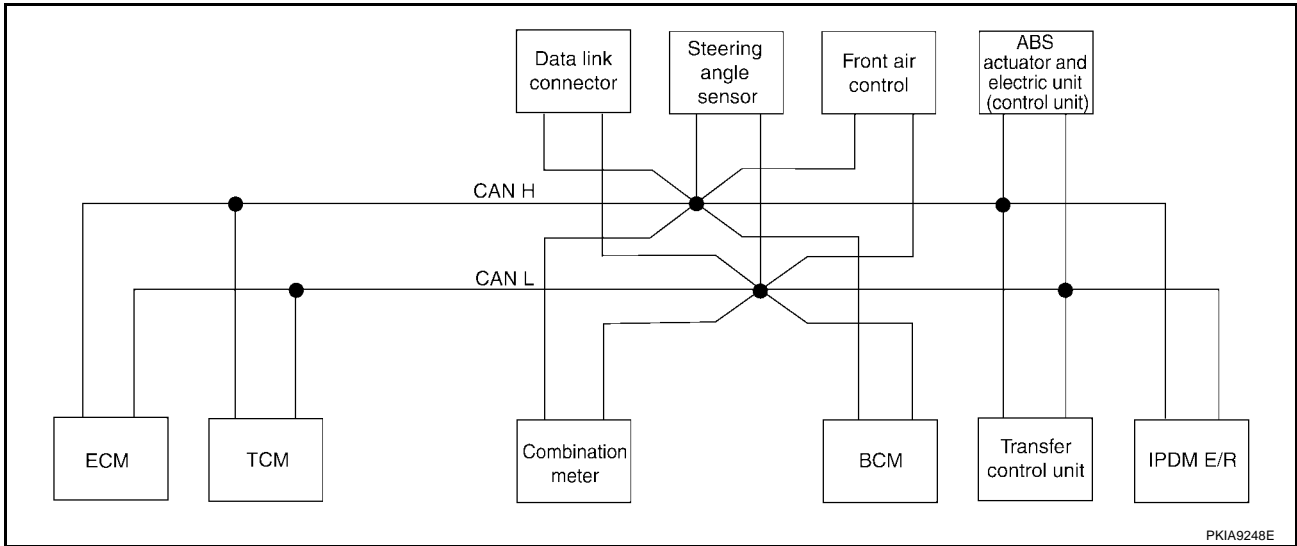 Data link
connector
Steering
angle
sensor
Front air
control
ABS
actuator and
electric unit
(control unit)
CAN H
CAN L
ECM
TCM
Combination
meter
BCM
Transfer
control unit
IPDM E/R
PKIA9248E